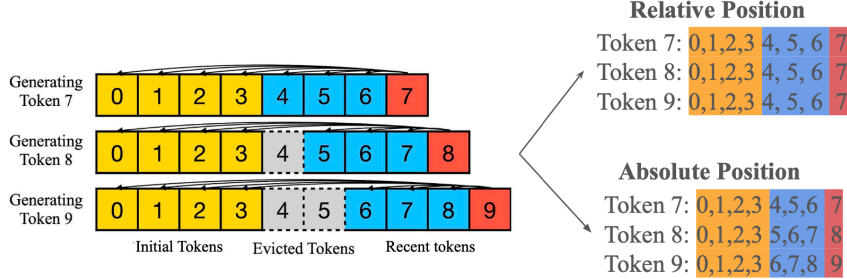 Generating
Token 7
0 1 2 3 4 5 6 7
Generating
Token 8
0 1 2 3 4 5 6 7 8
Generating
Token 9
0 1 2 3 4 5 6 7 8 9
Initial Tokens Evicted Tokens Recent tokens
Relative Position
Token 7: 0,1,2,3 4, 5, 6 7
Token 8: 0,1,2,3 4, 5, 6 7
Token 9: 0,1,2,3 4, 5, 6 7
Absolute Position
Token 7: 0,1,2,3 4,5,6 7
Token 8: 0,1,2,3 5,6,7 8
Token 9: 0,1,2,3 6,7,8 9